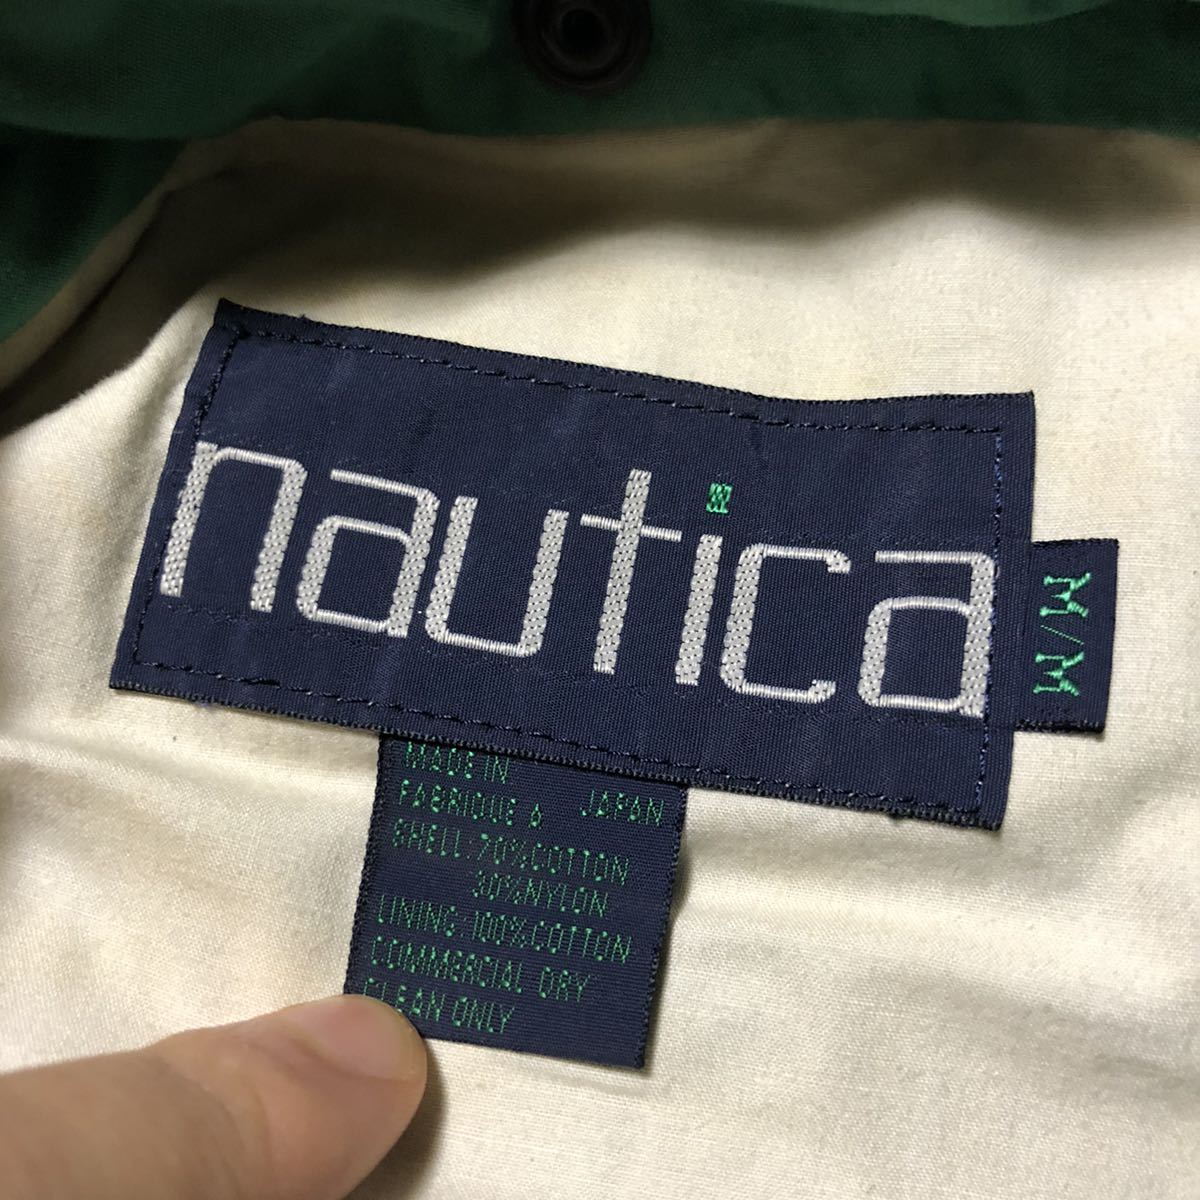 nautica
M/M
MADE IN
FABRIQUE A JAPAN
SHELL:70%COTTON
30%NYLON
LINING:100%COTTON
COMMERCIAL DRY
CLEAN ONLY